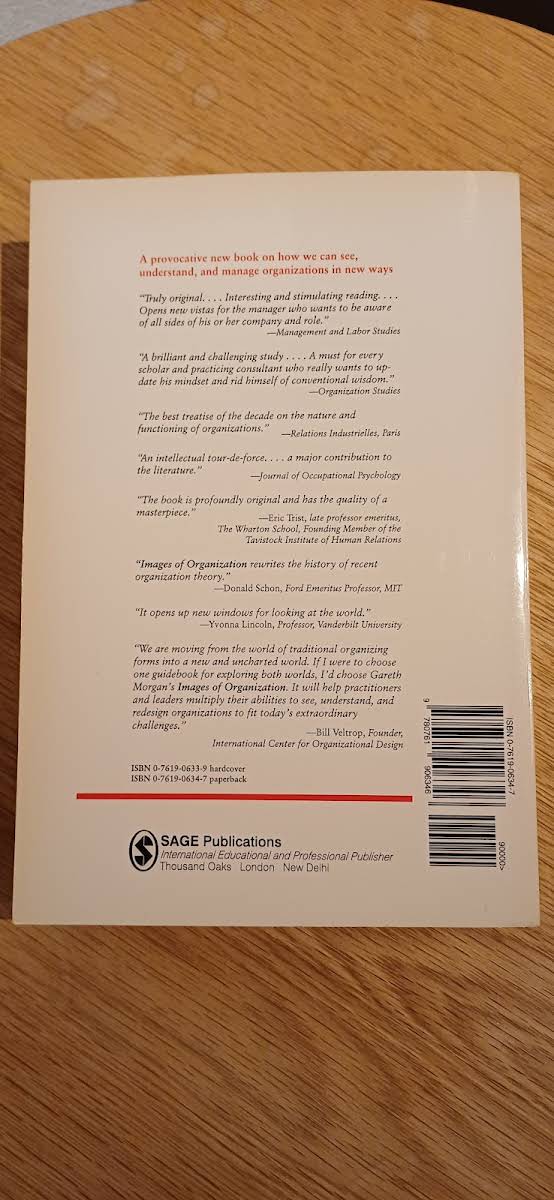 A provocative new book on how we can see,
understand, and manage organizations in new ways
"Truly original. . . . Interesting and stimulating reading. . . .
Opens new vistas for the manager who wants to be aware
of all sides of his or her company and role."
—Management and Labor Studies
"A brilliant and challenging study . . . . A must for every
scholar and practicing consultant who really wants to up-
date his mindset and rid himself of conventional wisdom."
—Organization Studies
"The best treatise of the decade on the nature and
functioning of organizations."
—Relations Industrielles, Paris
"An intellectual tour-de-force. . . . a major contribution to
the literature."
—Journal of Occupational Psychology
"The book is profoundly original and has the quality of a
masterpiece."
—Eric Trist, late professor emeritus,
The Wharton School, Founding Member of the
Tavistock Institute of Human Relations
"Images of Organization rewrites the history of recent
organization theory."
—Donald Schon, Ford Emeritus Professor, MIT
"It opens up new windows for looking at the world."
—Yvonna Lincoln, Professor, Vanderbilt University
"We are moving from the world of traditional organizing
forms into a new and uncharted world. If I were to choose
one guidebook for exploring both worlds, I'd choose Gareth
Morgan's Images of Organization. It will help practitioners
and leaders multiply their abilities to see, understand, and
redesign organizations to fit today's extraordinary
challenges."
—Bill Veltrop, Founder,
International Center for Organizational Design
ISBN 0-7619-0633-9 hardcover
ISBN 0-7619-0634-7 paperback
SAGE Publications
International Educational and Professional Publisher
Thousand Oaks London New Delhi
ISBN 0-7619-0634-7
9 780761 906346
90000>